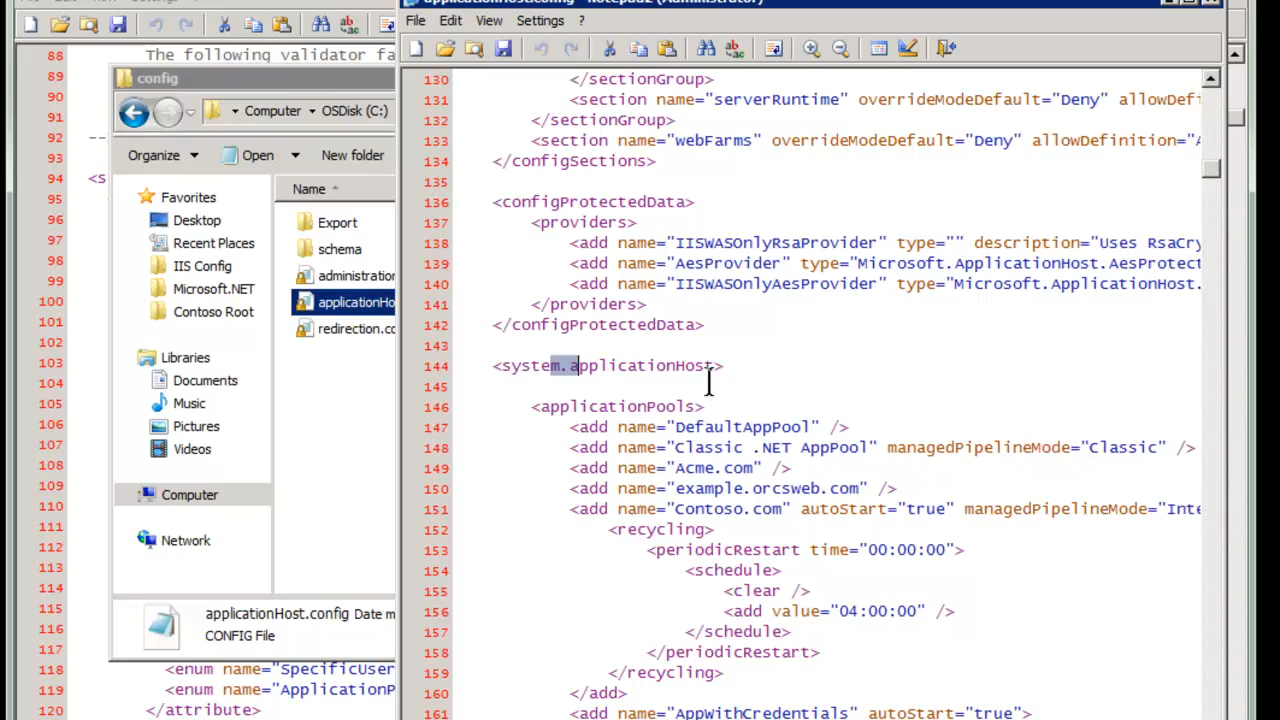 applicationHost.config - Notepad2 (Administrator)
File Edit View Settings ?
88 The following validator fa
89
90
91
92 --
93
94 <s
95
96
97
98
99
100
101
102
103
104
105
106
107
108
109
110
111
112
113
114
115
116
117
118 <enum name="SpecificUser
119 <enum name="ApplicationP
120 </attribute>
config
Computer OSDisk (C:)
Organize Open New folder
Favorites
Desktop
Recent Places
IIS Config
Microsoft.NET
Contoso Root
Libraries
Documents
Music
Pictures
Videos
Computer
Network
Name
Export
schema
administration
applicationHo
redirection.co
applicationHost.config Date m
CONFIG File
130 </sectionGroup>
131 <section name="serverRuntime" overrideModeDefault="Deny" allowDefi
132 </sectionGroup>
133 <section name="webFarms" overrideModeDefault="Deny" allowDefinition="A
134 </configSections>
135
136 <configProtectedData>
137 <providers>
138 <add name="IISWASOnlyRsaProvider" type="" description="Uses RsaCry
139 <add name="AesProvider" type="Microsoft.ApplicationHost.AesProtect
140 <add name="IISWASOnlyAesProvider" type="Microsoft.ApplicationHost.
141 </providers>
142 </configProtectedData>
143
144 <system.applicationHost>
145
146 <applicationPools>
147 <add name="DefaultAppPool" />
148 <add name="Classic .NET AppPool" managedPipelineMode="Classic" />
149 <add name="Acme.com" />
150 <add name="example.orcsweb.com" />
151 <add name="Contoso.com" autoStart="true" managedPipelineMode="Inte
152 <recycling>
153 <periodicRestart time="00:00:00">
154 <schedule>
155 <clear />
156 <add value="04:00:00" />
157 </schedule>
158 </periodicRestart>
159 </recycling>
160 </add>
161 <add name="AppWithCredentials" autoStart="true">